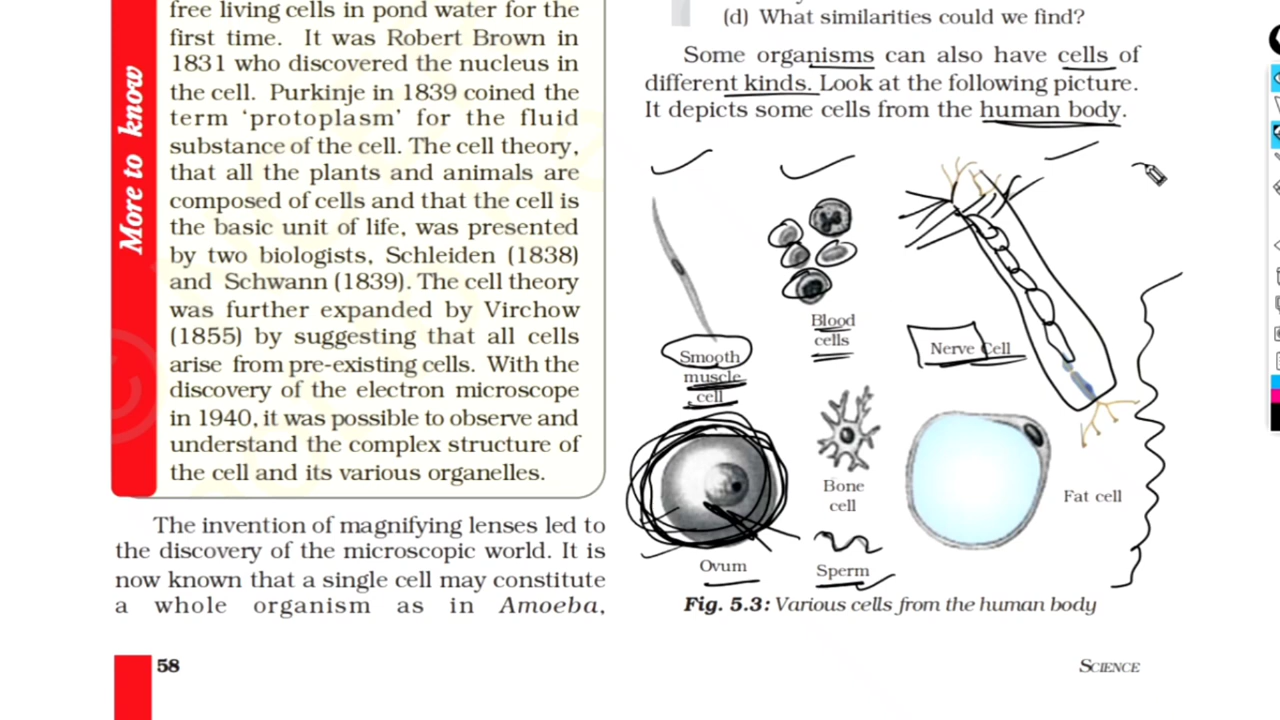 More to know
free living cells in pond water for the
first time. It was Robert Brown in
1831 who discovered the nucleus in
the cell. Purkinje in 1839 coined the
term ‘protoplasm’ for the fluid
substance of the cell. The cell theory,
that all the plants and animals are
composed of cells and that the cell is
the basic unit of life, was presented
by two biologists, Schleiden (1838)
and Schwann (1839). The cell theory
was further expanded by Virchow
(1855) by suggesting that all cells
arise from pre-existing cells. With the
discovery of the electron microscope
in 1940, it was possible to observe and
understand the complex structure of
the cell and its various organelles.
The invention of magnifying lenses led to
the discovery of the microscopic world. It is
now known that a single cell may constitute
a whole organism as in Amoeba,
(d) What similarities could we find?
Some organisms can also have cells of
different kinds. Look at the following picture.
It depicts some cells from the human body.
Smooth
muscle
cell
Blood
cells
Nerve Cell
Ovum
Bone
cell
Sperm
Fat cell
Fig. 5.3: Various cells from the human body
58
SCIENCE